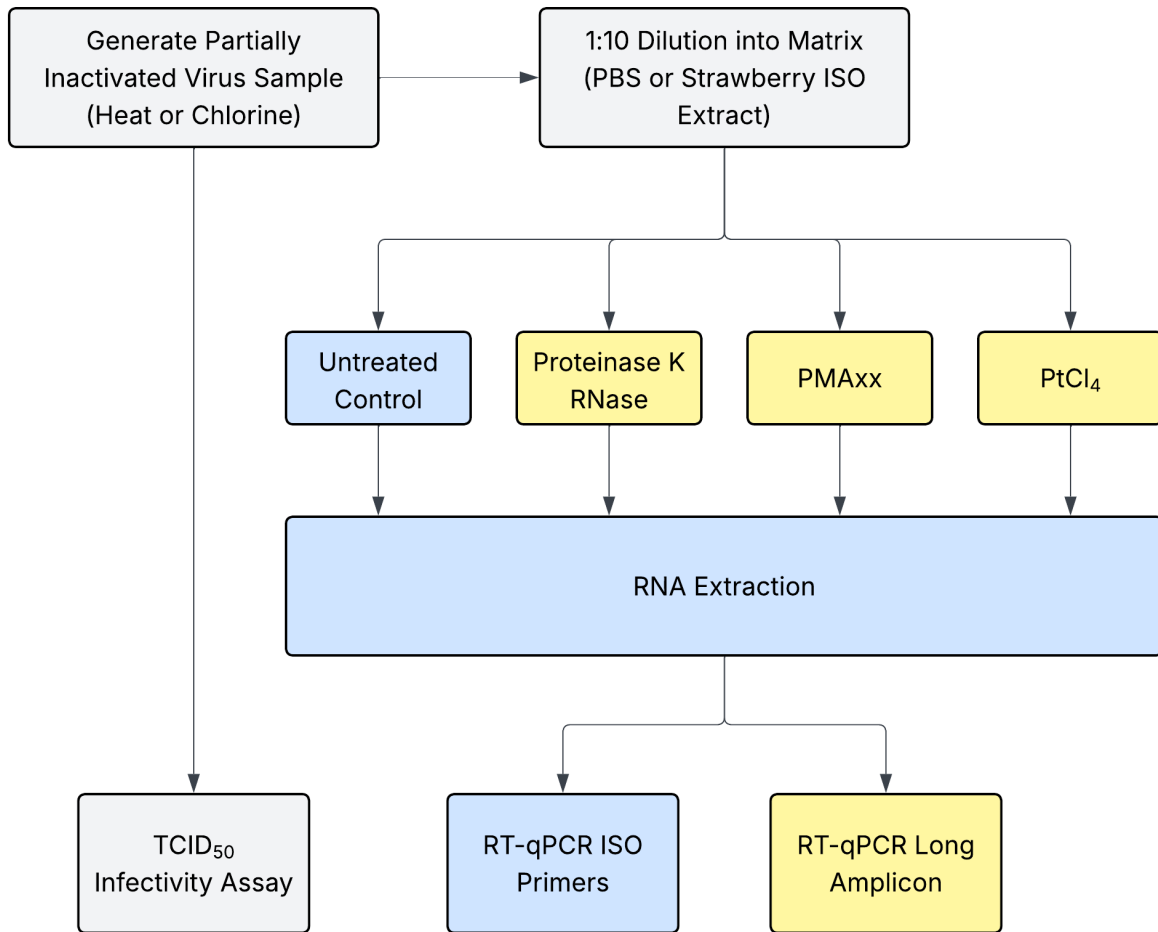 Generate Partially
Inactivated Virus Sample
(Heat or Chlorine)
1:10 Dilution into Matrix
(PBS or Strawberry ISO
Extract)
Untreated
Control
Proteinase K
RNase
PMAxx
PtCl₄
RNA Extraction
TCID₅₀
Infectivity Assay
RT-qPCR ISO
Primers
RT-qPCR Long
Amplicon